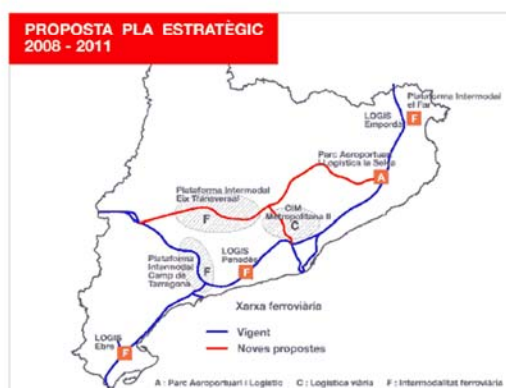 PROPOSTA PLA ESTRATÈGIC
2008 - 2011
Plataforma Intermodal
el Far
F
LOGIS
Empordà
Parc Aeroportuari
i Logística la Selva
A
Plataforma Intermodal
Eix Transversal
F
CIM
Metropolitana II
C
Plataforma
Intermodal
Camp de
Tarragona
F
LOGIS
Penedès
F
Xarxa ferroviària
Vigent
Noves propostes
LOGIS
Ebre
F
A : Parc Aeroportuari i Logístic C : Logística viària F : Intermodalitat ferroviària